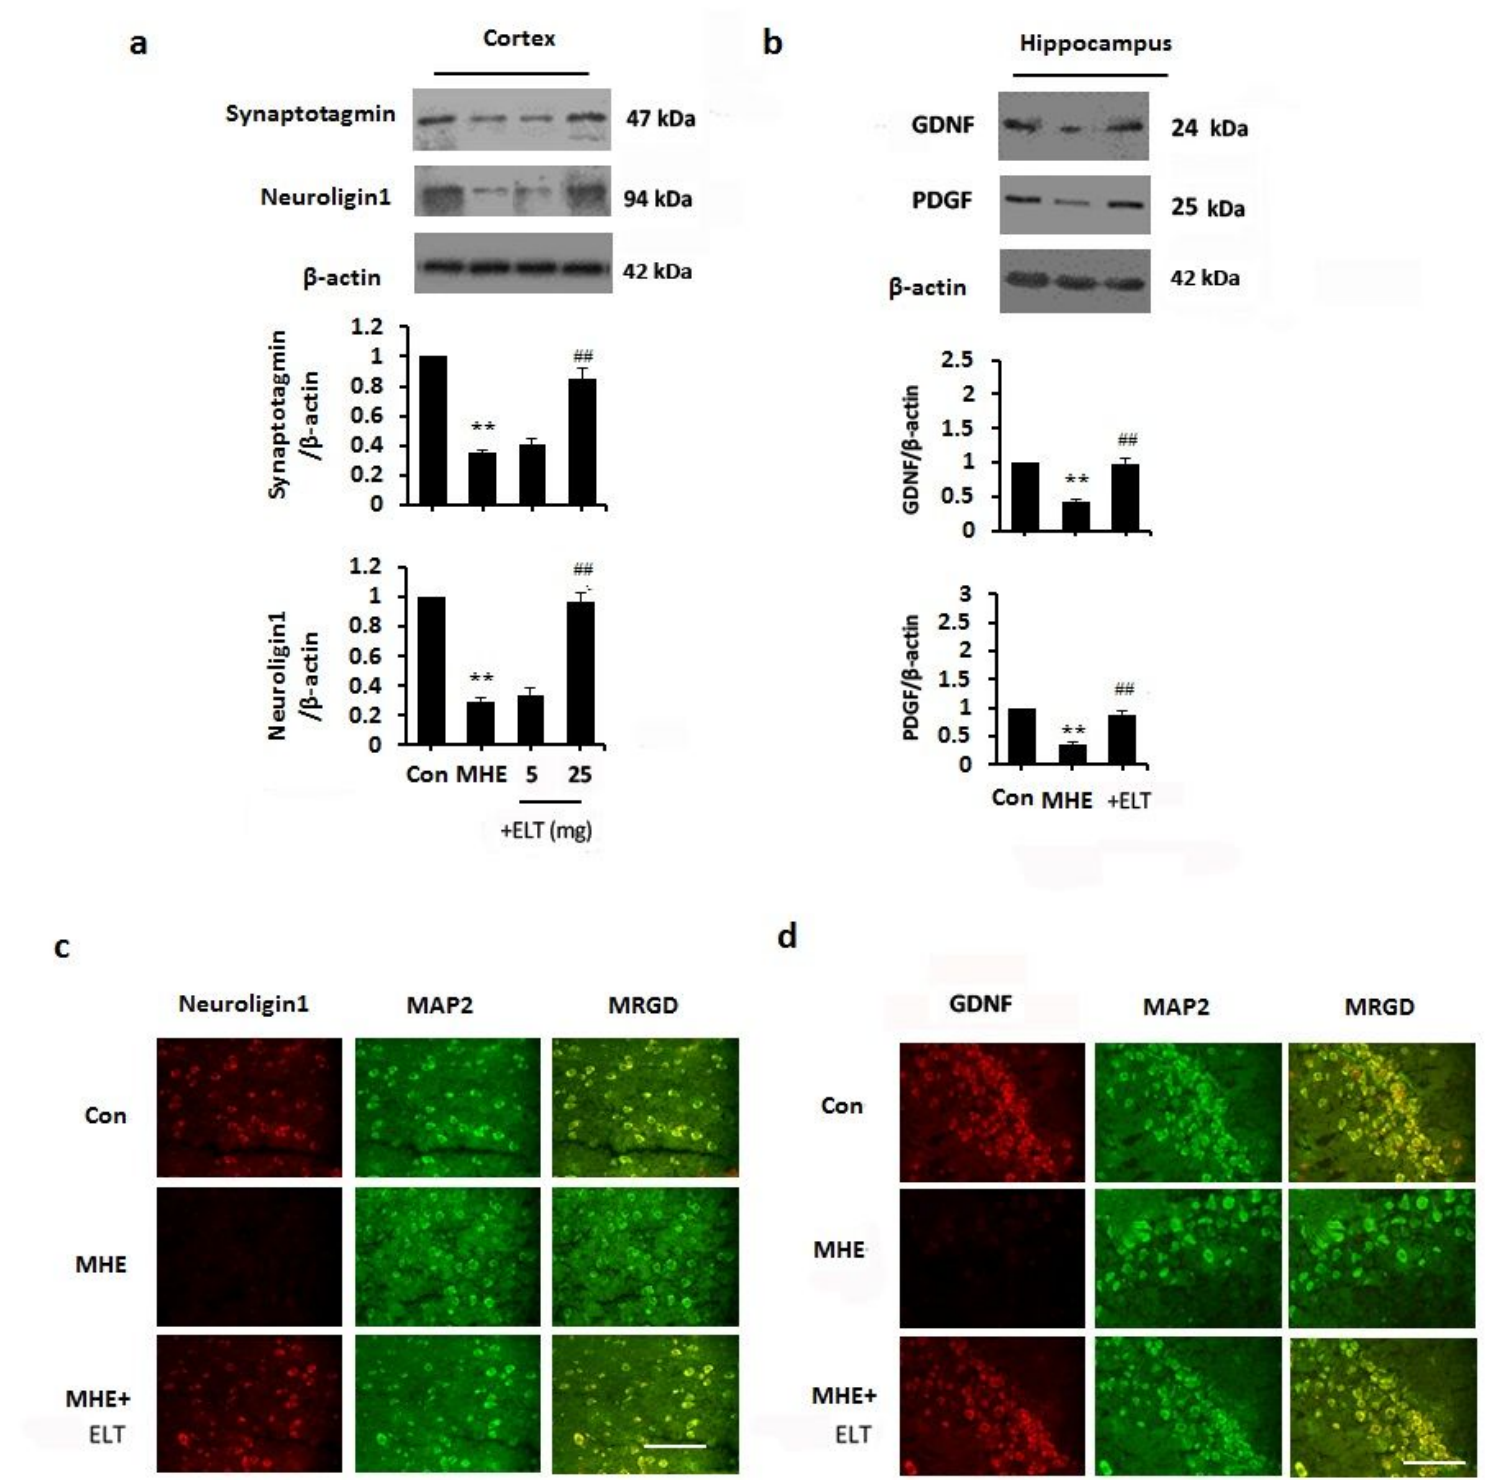 a
Cortex
Synaptotagmin
47 kDa
Neuroligin1
94 kDa
β-actin
42 kDa
Synaptotagmin
/β-actin
1.2
1
0.8
0.6
0.4
0.2
0
**
##
Neuroligin1
/β-actin
1.2
1
0.8
0.6
0.4
0.2
0
**
##
Con MHE 5 25
+ELT (mg)
b
Hippocampus
GDNF
24 kDa
PDGF
25 kDa
β-actin
42 kDa
GDNF/β-actin
2.5
2
1.5
1
0.5
0
**
##
PDGF/β-actin
3
2.5
2
1.5
1
0.5
0
**
##
Con MHE +ELT
c
Neuroligin1 MAP2 MRGD
Con
MHE
MHE+
ELT
d
GDNF MAP2 MRGD
Con
MHE
MHE+
ELT